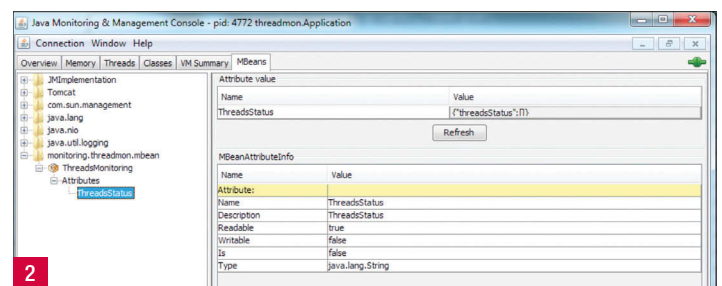 Java Monitoring & Management Console - pid: 4772 threadmon.Application
Connection Window Help
Overview Memory Threads Classes VM Summary MBeans
JMImplementation
Tomcat
com.sun.management
java.lang
java.nio
java.util.logging
monitoring.threadmon.mbean
ThreadsMonitoring
Attributes
ThreadsStatus
Attribute value
Name Value
ThreadsStatus {"threadsStatus":[]}
Refresh
MBeanAttributeInfo
Name Value
Attribute:
Name ThreadsStatus
Description ThreadsStatus
Readable true
Writable false
Is false
Type java.lang.String
2